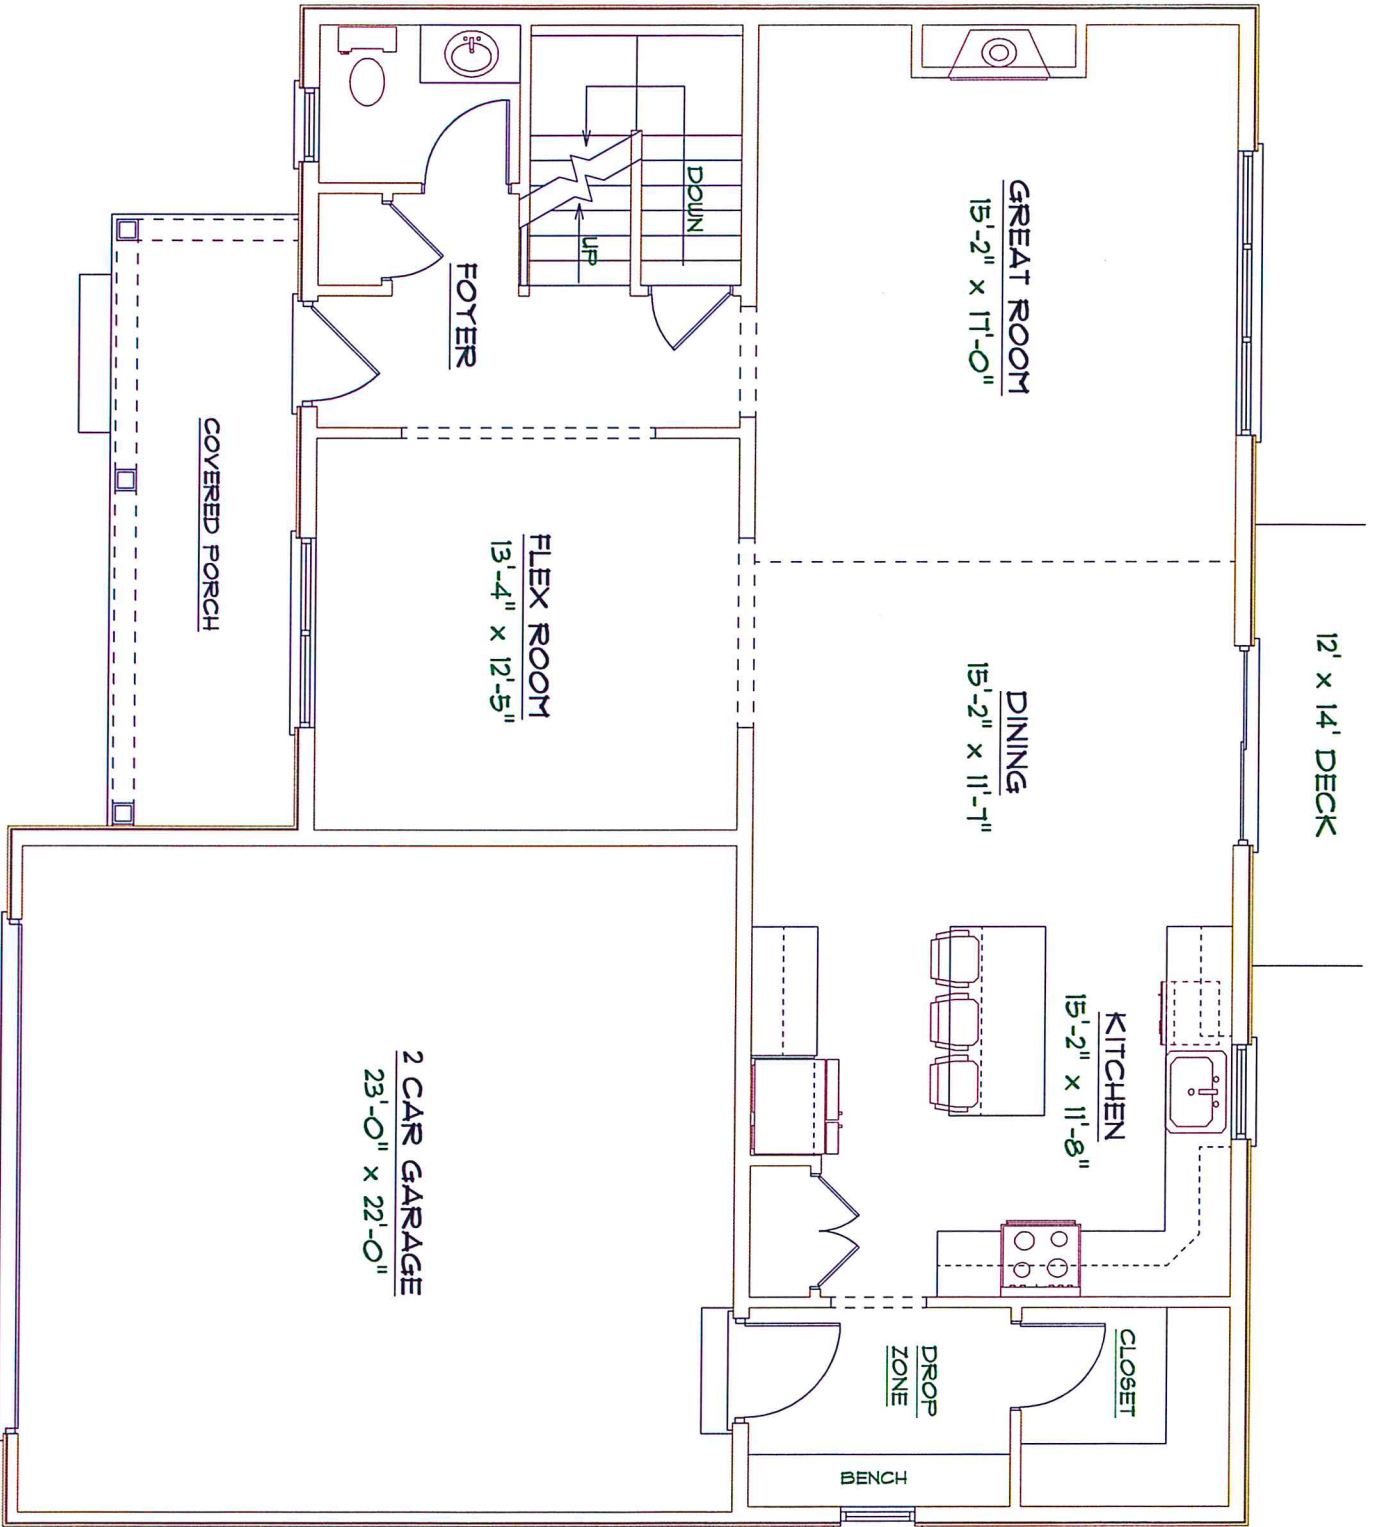 12' x 14' DECK
GREAT ROOM
15'-2" x 17'-0"
DINING
15'-2" x 11'-7"
KITCHEN
15'-2" x 11'-8"
CLOSET
DROP
ZONE
BENCH
DOWN
UP
FOYER
FLEX ROOM
13'-4" x 12'-5"
2 CAR GARAGE
23'-0" x 22'-0"
COVERED PORCH